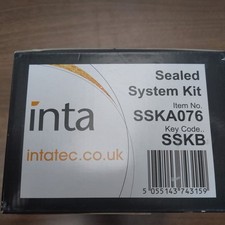 Sealed
System Kit
Item No.
SSKA076
Key Code..
SSKB
inta
intatec.co.uk
5 055143 743159